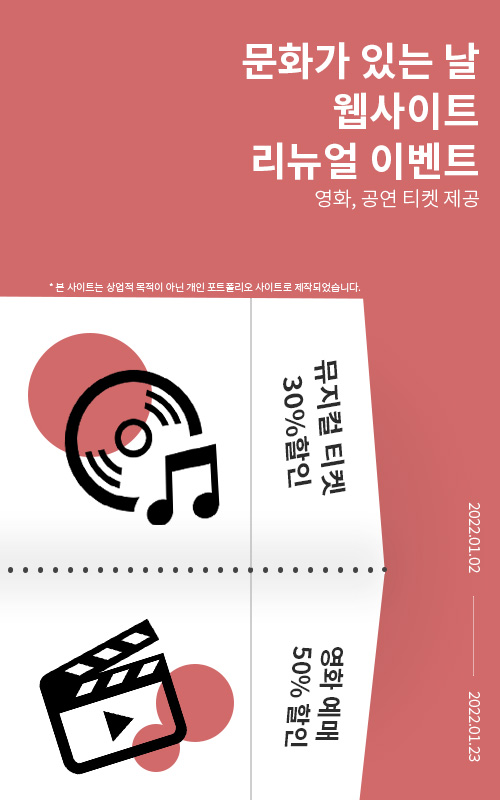 문화가 있는 날
웹사이트
리뉴얼 이벤트
영화, 공연 티켓 제공
* 본 사이트는 상업적 목적이 아닌 개인 포트폴리오 사이트로 제작되었습니다.
뮤지컬 티켓
30%할인
영화 예매
50% 할인
2022.01.02
2022.01.23